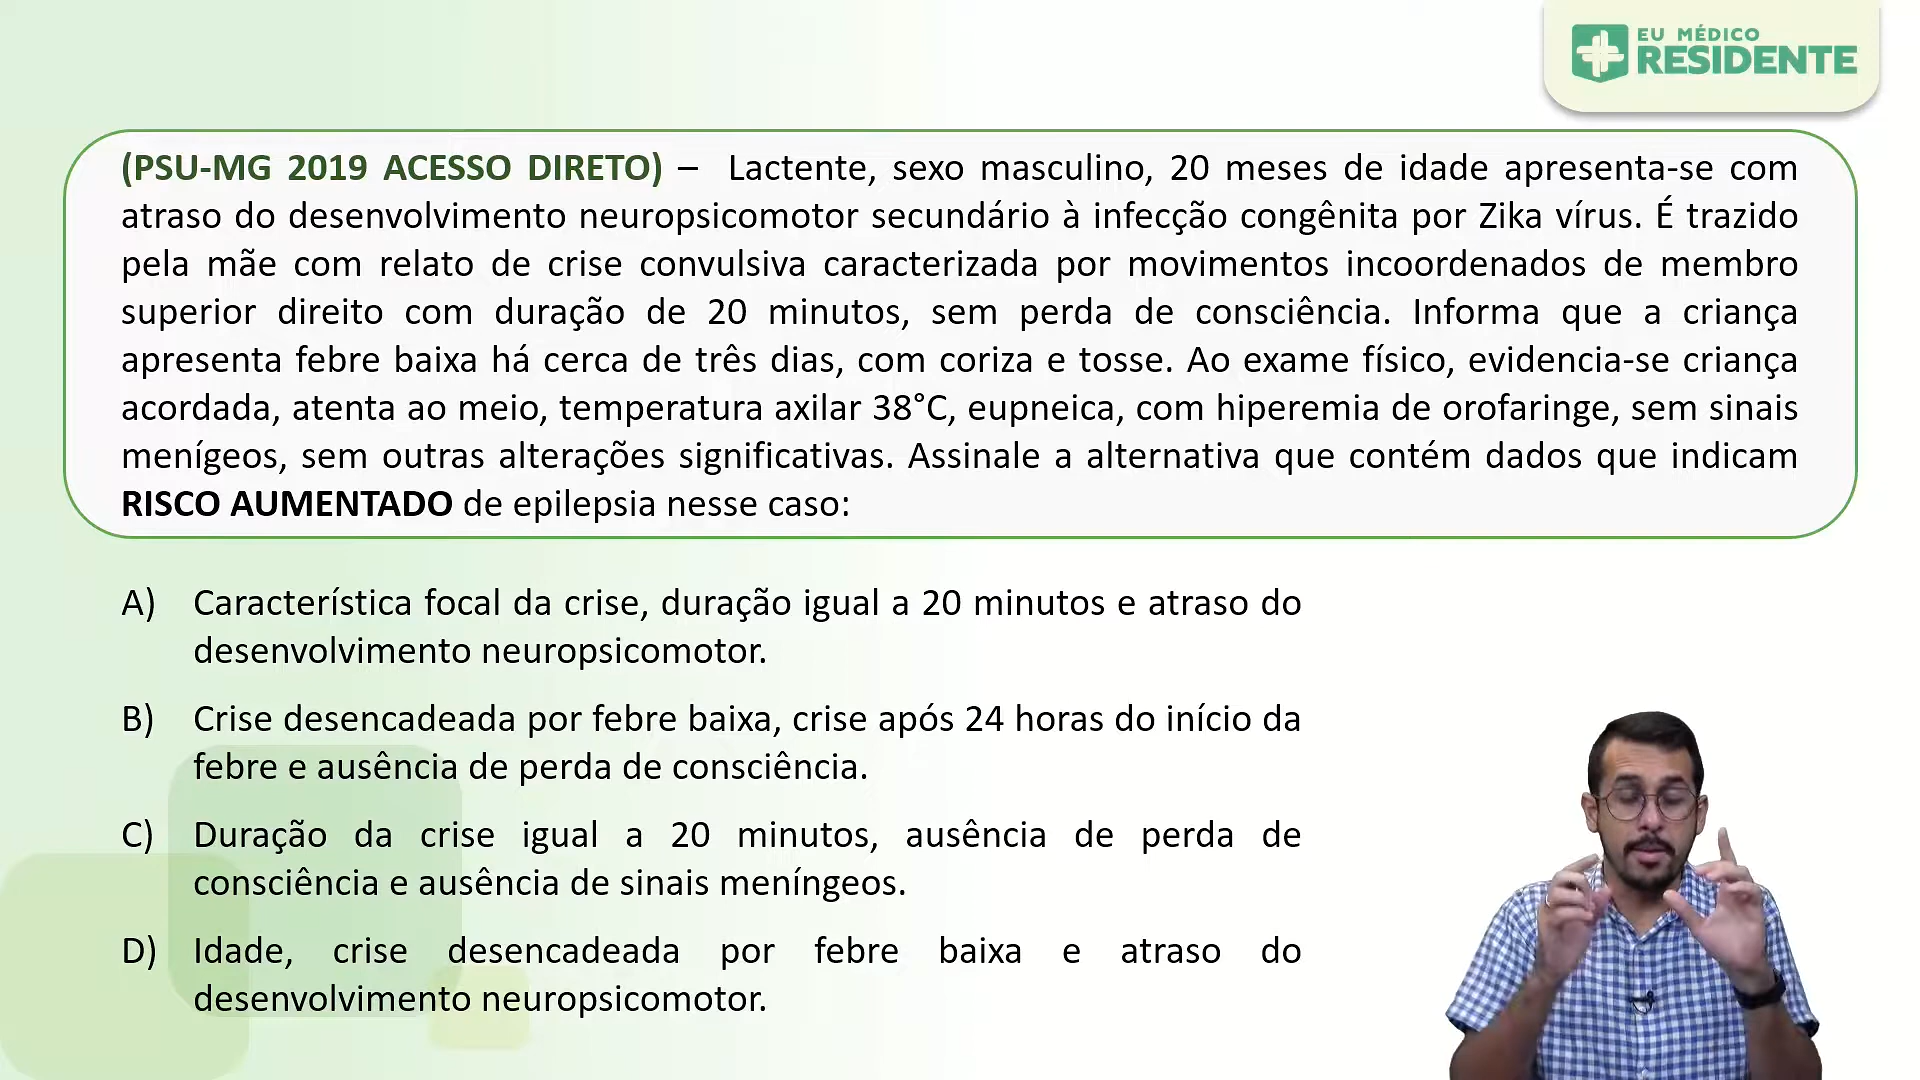 EU MÉDICO
RESIDENTE
(PSU-MG 2019 ACESSO DIRETO) – Lactente, sexo masculino, 20 meses de idade apresenta-se com
atraso do desenvolvimento neuropsicomotor secundário à infecção congênita por Zika vírus. É trazido
pela mãe com relato de crise convulsiva caracterizada por movimentos incoordenados de membro
superior direito com duração de 20 minutos, sem perda de consciência. Informa que a criança
apresenta febre baixa há cerca de três dias, com coriza e tosse. Ao exame físico, evidencia-se criança
acordada, atenta ao meio, temperatura axilar 38°C, eupneica, com hiperemia de orofaringe, sem sinais
menígeos, sem outras alterações significativas. Assinale a alternativa que contém dados que indicam
RISCO AUMENTADO de epilepsia nesse caso:
A) Característica focal da crise, duração igual a 20 minutos e atraso do
desenvolvimento neuropsicomotor.
B) Crise desencadeada por febre baixa, crise após 24 horas do início da
febre e ausência de perda de consciência.
C) Duração da crise igual a 20 minutos, ausência de perda de
consciência e ausência de sinais meníngeos.
D) Idade, crise desencadeada por febre baixa e atraso do
desenvolvimento neuropsicomotor.